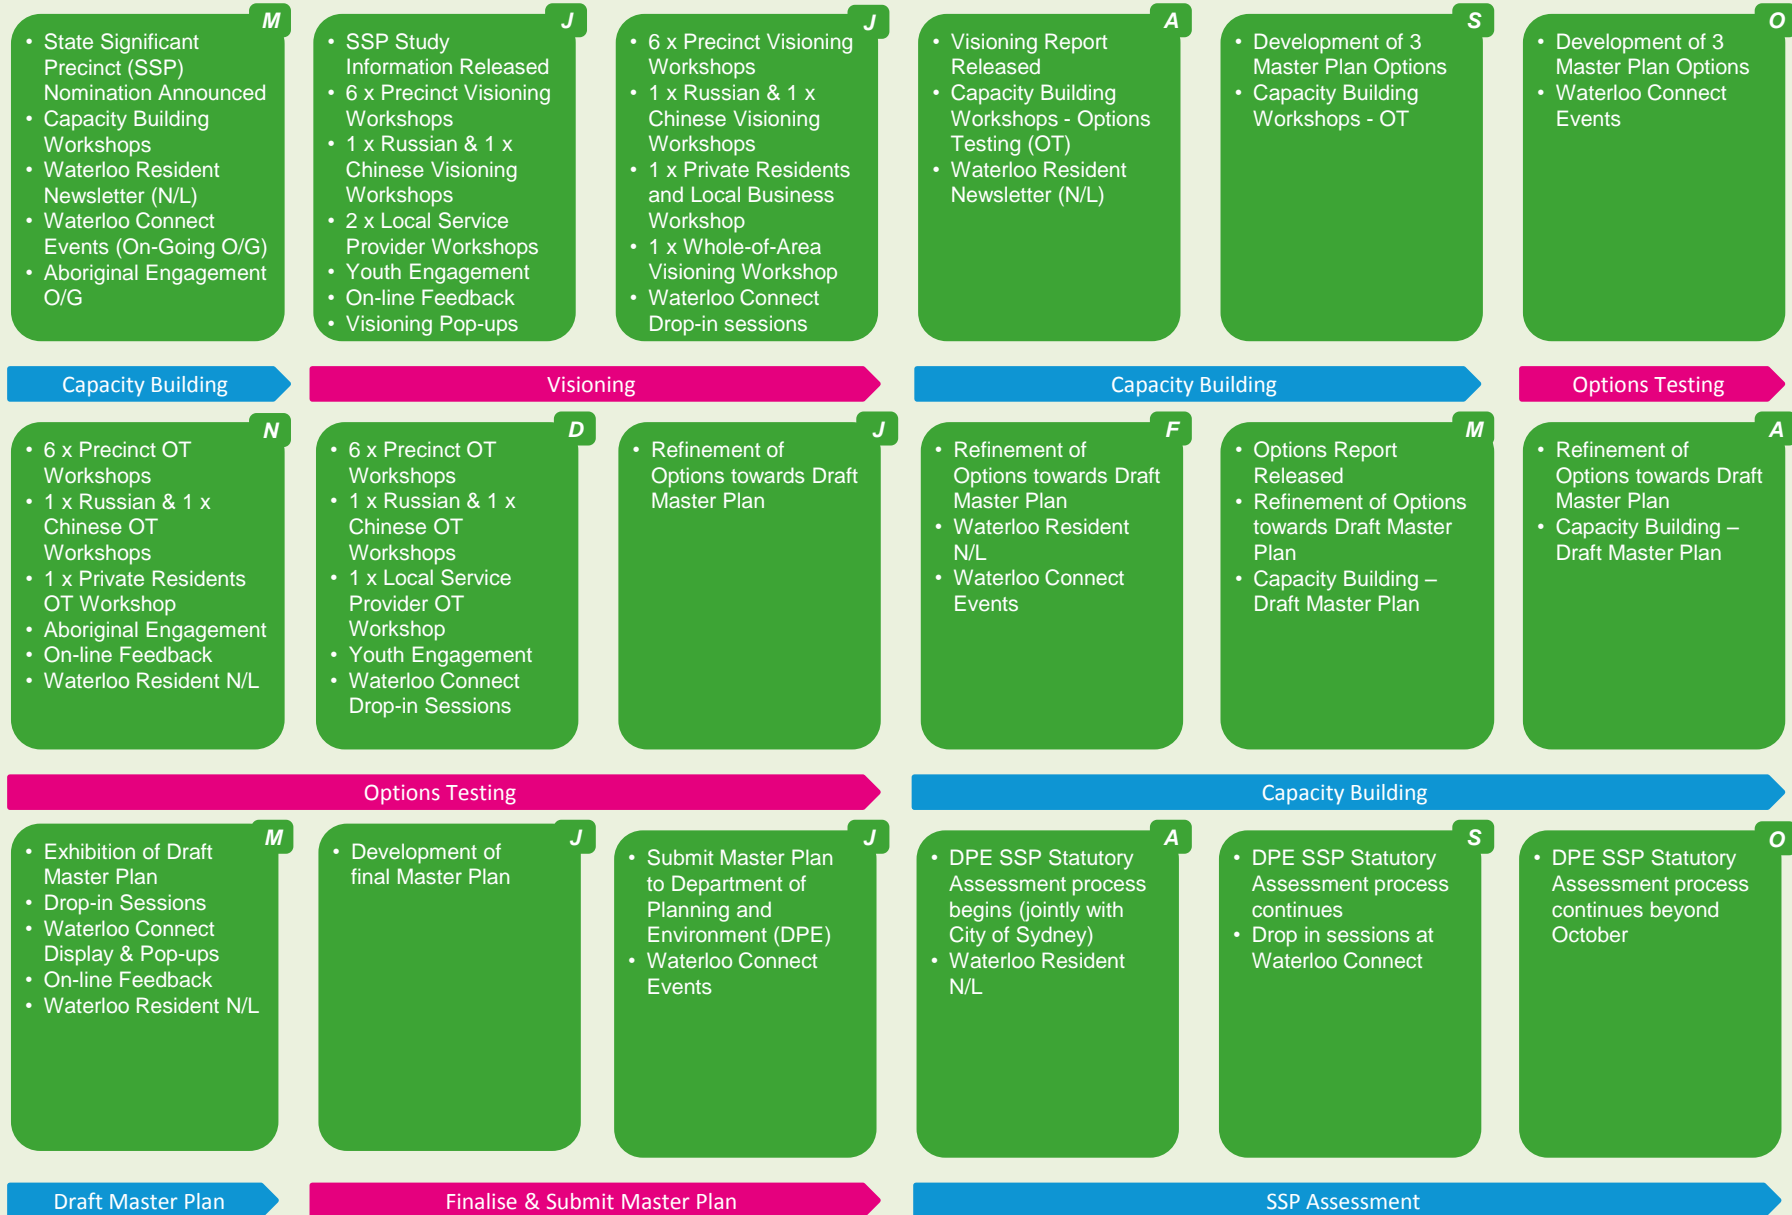 M
• State Significant
Precinct (SSP)
Nomination Announced
• Capacity Building
Workshops
• Waterloo Resident
Newsletter (N/L)
• Waterloo Connect
Events (On-Going O/G)
• Aboriginal Engagement
O/G
J
• SSP Study
Information Released
• 6 x Precinct Visioning
Workshops
• 1 x Russian & 1 x
Chinese Visioning
Workshops
• 2 x Local Service
Provider Workshops
• Youth Engagement
• On-line Feedback
• Visioning Pop-ups
J
• 6 x Precinct Visioning
Workshops
• 1 x Russian & 1 x
Chinese Visioning
Workshops
• 1 x Private Residents
and Local Business
Workshop
• 1 x Whole-of-Area
Visioning Workshop
• Waterloo Connect
Drop-in sessions
A
• Visioning Report
Released
• Capacity Building
Workshops - Options
Testing (OT)
• Waterloo Resident
Newsletter (N/L)
S
• Development of 3
Master Plan Options
• Capacity Building
Workshops - OT
O
• Development of 3
Master Plan Options
• Waterloo Connect
Events
Capacity Building
Visioning
Capacity Building
Options Testing
N
• 6 x Precinct OT
Workshops
• 1 x Russian & 1 x
Chinese OT
Workshops
• 1 x Private Residents
OT Workshop
• Aboriginal Engagement
• On-line Feedback
• Waterloo Resident N/L
D
• 6 x Precinct OT
Workshops
• 1 x Russian & 1 x
Chinese OT
Workshops
• 1 x Local Service
Provider OT
Workshop
• Youth Engagement
• Waterloo Connect
Drop-in Sessions
J
• Refinement of
Options towards Draft
Master Plan
F
• Refinement of
Options towards Draft
Master Plan
• Waterloo Resident
N/L
• Waterloo Connect
Events
M
• Options Report
Released
• Refinement of Options
towards Draft Master
Plan
• Capacity Building –
Draft Master Plan
A
• Refinement of
Options towards Draft
Master Plan
• Capacity Building –
Draft Master Plan
Options Testing
Capacity Building
M
• Exhibition of Draft
Master Plan
• Drop-in Sessions
• Waterloo Connect
Display & Pop-ups
• On-line Feedback
• Waterloo Resident N/L
J
• Development of
final Master Plan
J
• Submit Master Plan
to Department of
Planning and
Environment (DPE)
• Waterloo Connect
Events
A
• DPE SSP Statutory
Assessment process
begins (jointly with
City of Sydney)
• Waterloo Resident
N/L
S
• DPE SSP Statutory
Assessment process
continues
• Drop in sessions at
Waterloo Connect
O
• DPE SSP Statutory
Assessment process
continues beyond
October
Draft Master Plan
Finalise & Submit Master Plan
SSP Assessment